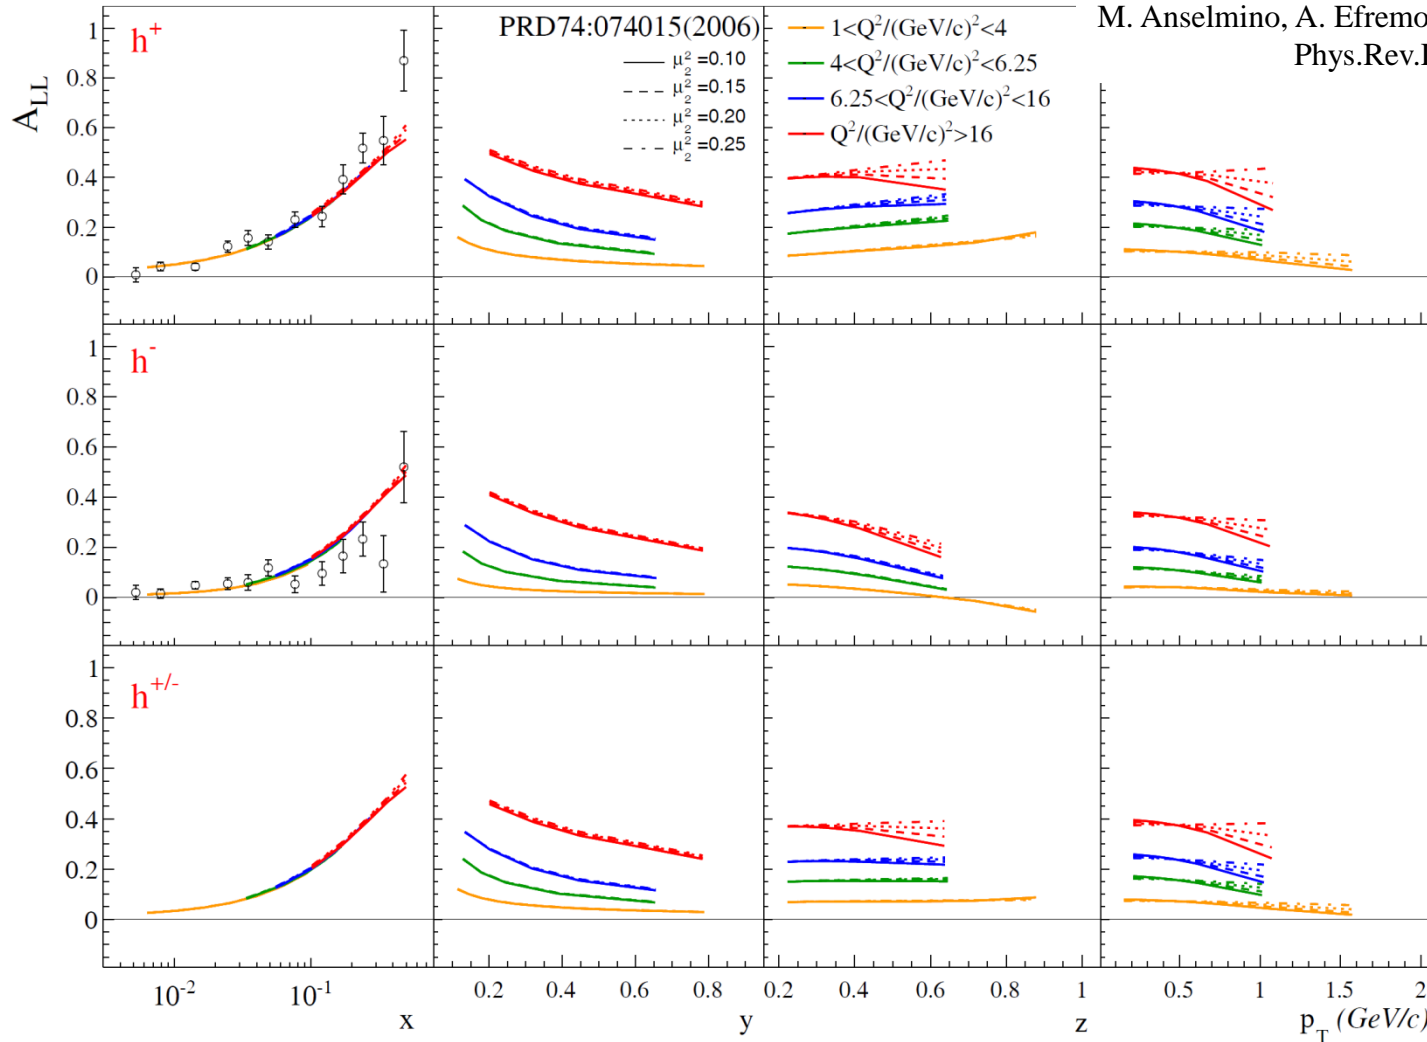 M. Anselmino, A. Efremo
Phys.Rev.
PRD74:074015(2006)
μ₂²=0.10
μ₂²=0.15
μ₂²=0.20
μ₂²=0.25
1<Q²/(GeV/c)²<4
4<Q²/(GeV/c)²<6.25
6.25<Q²/(GeV/c)²<16
Q²/(GeV/c)²>16
A_LL
h⁺
1
0.8
0.6
0.4
0.2
0
h⁻
1
0.8
0.6
0.4
0.2
0
h⁺/⁻
1
0.8
0.6
0.4
0.2
0
10⁻² 10⁻¹ 0.2 0.4 0.6 0.8 0.2 0.4 0.6 0.8 1 0.5 1 1.5 2
x y z p_T (GeV/c)